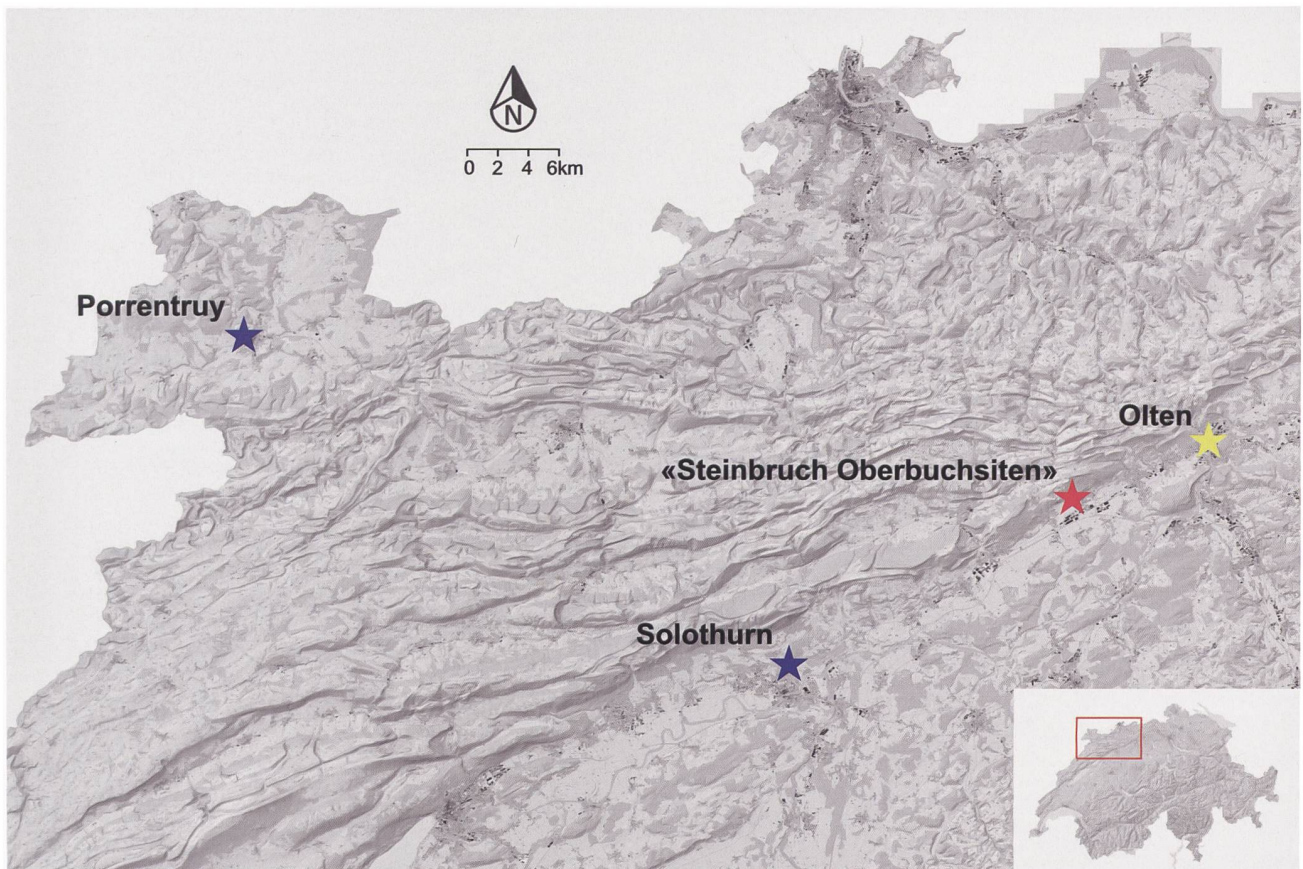 N
0 2 4 6km
Porrentruy
Olten
«Steinbruch Oberbuchsiten»
Solothurn